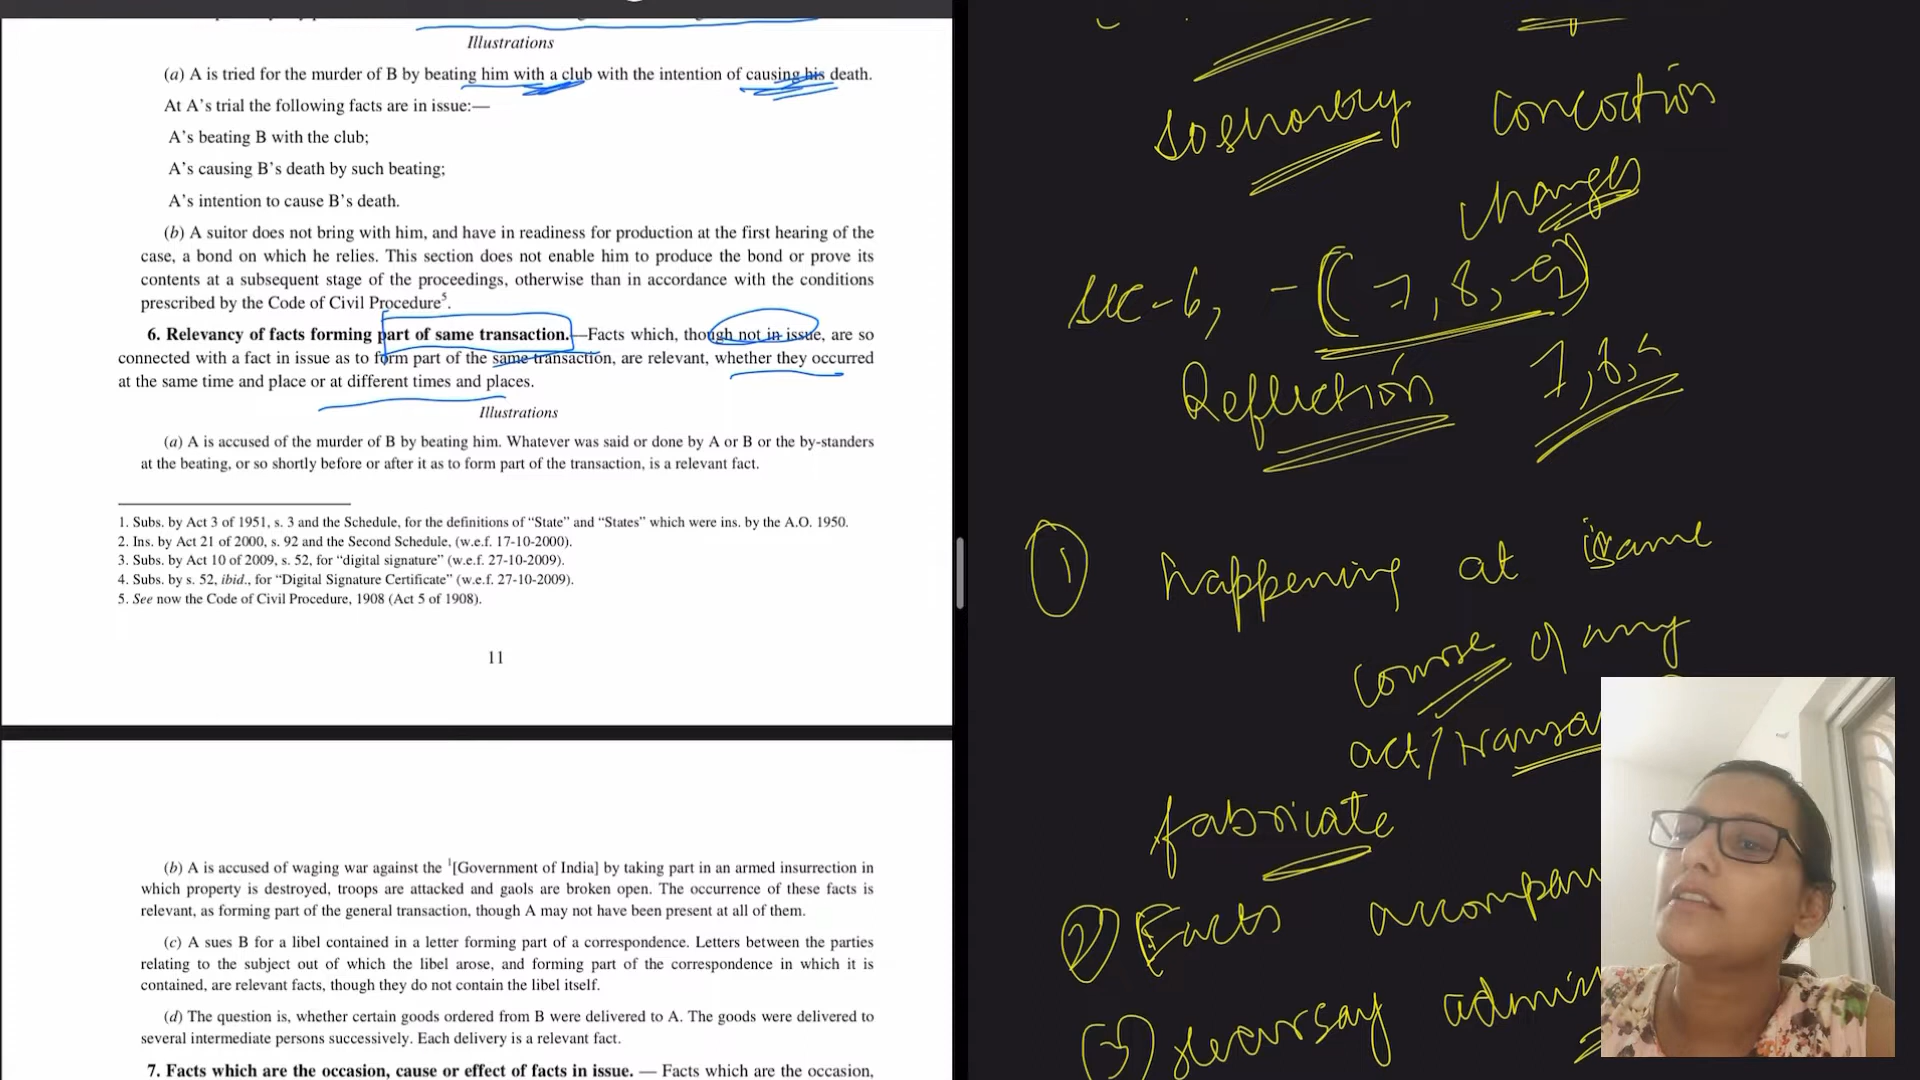 Illustrations
(a) A is tried for the murder of B by beating him with a club with the intention of causing his death.
At A's trial the following facts are in issue:—
A's beating B with the club;
A's causing B's death by such beating;
A's intention to cause B's death.
(b) A suitor does not bring with him, and have in readiness for production at the first hearing of the
case, a bond on which he relies. This section does not enable him to produce the bond or prove its
contents at a subsequent stage of the proceedings, otherwise than in accordance with the conditions
prescribed by the Code of Civil Procedure5.
6. Relevancy of facts forming part of same transaction.—Facts which, though not in issue, are so
connected with a fact in issue as to form part of the same transaction, are relevant, whether they occurred
at the same time and place or at different times and places.
Illustrations
(a) A is accused of the murder of B by beating him. Whatever was said or done by A or B or the by-standers
at the beating, or so shortly before or after it as to form part of the transaction, is a relevant fact.
1. Subs. by Act 3 of 1951, s. 3 and the Schedule, for the definitions of “State” and “States” which were ins. by the A.O. 1950.
2. Ins. by Act 21 of 2000, s. 92 and the Second Schedule, (w.e.f. 17-10-2000).
3. Subs. by Act 10 of 2009, s. 52, for “digital signature” (w.e.f. 27-10-2009).
4. Subs. by s. 52, ibid., for “Digital Signature Certificate” (w.e.f. 27-10-2009).
5. See now the Code of Civil Procedure, 1908 (Act 5 of 1908).
11
(b) A is accused of waging war against the 1[Government of India] by taking part in an armed insurrection in
which property is destroyed, troops are attacked and gaols are broken open. The occurrence of these facts is
relevant, as forming part of the general transaction, though A may not have been present at all of them.
(c) A sues B for a libel contained in a letter forming part of a correspondence. Letters between the parties
relating to the subject out of which the libel arose, and forming part of the correspondence in which it is
contained, are relevant facts, though they do not contain the libel itself.
(d) The question is, whether certain goods ordered from B were delivered to A. The goods were delivered to
several intermediate persons successively. Each delivery is a relevant fact.
7. Facts which are the occasion, cause or effect of facts in issue. — Facts which are the occasion,
so shortly concoction
changes
sec-6, - (7, 8, 9)
Reflection 7, 8,
① happening at same
course of any
act/transa
fabricate
② Facts accompan
③ Hearsay admis